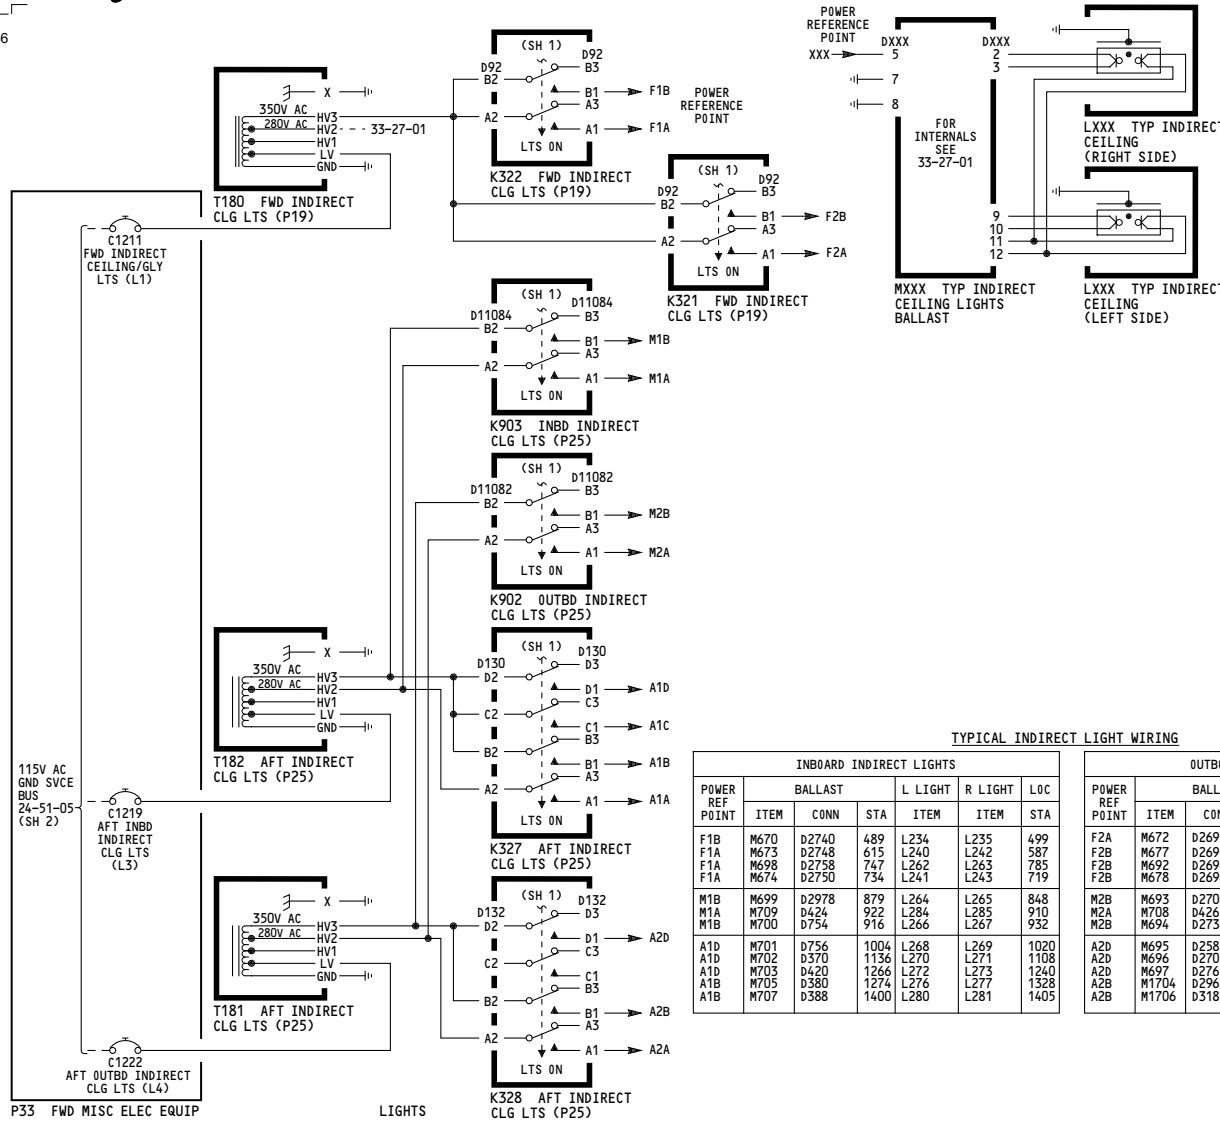 6
P33 FWD MISC ELEC EQUIP
115V AC
GND SVCE
BUS
24-51-05
(SH 2)
C1211
FWD INDIRECT
CEILING/GLY
LTS (L1)
C1219
AFT INBD
INDIRECT
CLG LTS
(L3)
C1222
AFT OUTBD INDIRECT
CLG LTS (L4)
X
350V AC
280V AC
HV3
HV2 33-27-01
HV1
LV
GND
T180 FWD INDIRECT
CLG LTS (P19)
X
350V AC
280V AC
HV3
HV2
HV1
LV
GND
T182 AFT INDIRECT
CLG LTS (P25)
X
350V AC
280V AC
HV3
HV2
HV1
LV
GND
T181 AFT INDIRECT
CLG LTS (P25)
LIGHTS
(SH 1)
D92 D92
B2 B3
B1 F1B
A3
A2 A1 F1A
LTS ON
K322 FWD INDIRECT
CLG LTS (P19)
POWER
REFERENCE
POINT
(SH 1)
D92 D92
B2 B3
B1 F2B
A3
A2 A1 F2A
LTS ON
K321 FWD INDIRECT
CLG LTS (P19)
(SH 1)
D11084 D11084
B2 B3
B1 M1B
A3
A2 A1 M1A
LTS ON
K903 INBD INDIRECT
CLG LTS (P25)
(SH 1)
D11082 D11082
B2 B3
B1 M2B
A3
A2 A1 M2A
LTS ON
K902 OUTBD INDIRECT
CLG LTS (P25)
(SH 1)
D130 D130
D2 D3
D1 A1D
C3
C2 C1 A1C
B3
B2 B1 A1B
A3
A2 A1 A1A
LTS ON
K327 AFT INDIRECT
CLG LTS (P25)
(SH 1)
D132 D132
D2 D3
D1 A2D
C3
C2 C1
B3
B2 B1 A2B
A3
A2 A1 A2A
LTS ON
K328 AFT INDIRECT
CLG LTS (P25)
POWER
REFERENCE
POINT
XXX
DXXX DXXX
5 2
3
7
8
FOR
INTERNALS
SEE
33-27-01
9
10
11
12
MXXX TYP INDIRECT
CEILING LIGHTS
BALLAST
LXXX TYP INDIRECT
CEILING
(RIGHT SIDE)
LXXX TYP INDIRECT
CEILING
(LEFT SIDE)
TYPICAL INDIRECT LIGHT WIRING
INBOARD INDIRECT LIGHTS
POWER REF POINT BALLAST L LIGHT R LIGHT LOC
ITEM CONN STA ITEM ITEM STA
F1B M670 D2740 489 L234 L235 499
F1A M673 D2748 615 L240 L242 587
F1A M698 D2758 747 L262 L263 785
F1A M674 D2750 734 L241 L243 719
M1B M699 D2978 879 L264 L265 848
M1A M709 D424 922 L284 L285 910
M1B M700 D754 916 L266 L267 932
A1D M701 D756 1004 L268 L269 1020
A1D M702 D370 1136 L270 L271 1108
A1D M703 D420 1266 L272 L273 1240
A1B M705 D380 1274 L276 L277 1328
A1B M707 D388 1400 L280 L281 1405
OUTB
POWER REF POINT BALL
ITEM CON
F2A M672 D269
F2B M677 D269
F2B M692 D269
F2B M678 D269
M2B M693 D270
M2A M708 D426
M2B M694 D273
A2D M695 D258
A2D M696 D270
A2D M697 D276
A2B M1704 D296
A2B M1706 D318